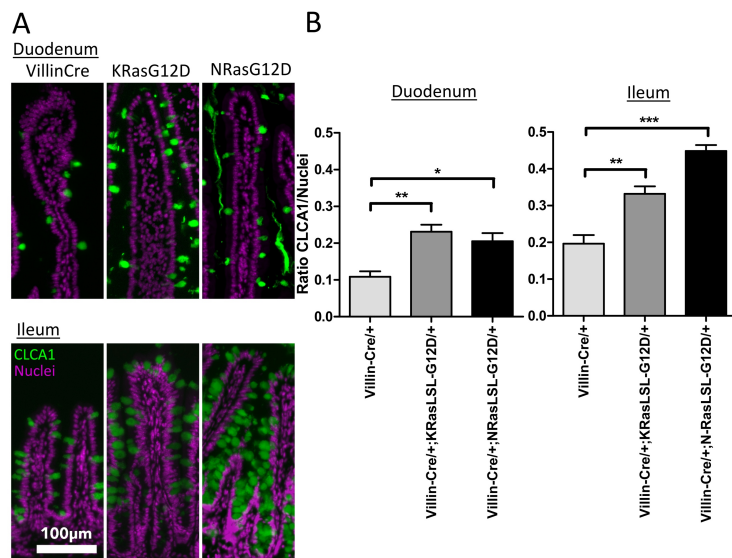 A
Duodenum
VillinCre KRasG12D NRasG12D
Ileum
CLCA1
Nuclei
100µm
B
Duodenum
Ratio CLCA1/Nuclei
0.5
0.4
0.3
0.2
0.1
0.0
*
**
Villin-Cre/+
Villin-Cre/+;KRasLSL-G12D/+
Villin-Cre/+;NRasLSL-G12D/+
Ileum
0.5
0.4
0.3
0.2
0.1
0.0
***
**
Villin-Cre/+
Villin-Cre/+;KRasLSL-G12D/+
Villin-Cre/+;N-RasLSL-G12D/+